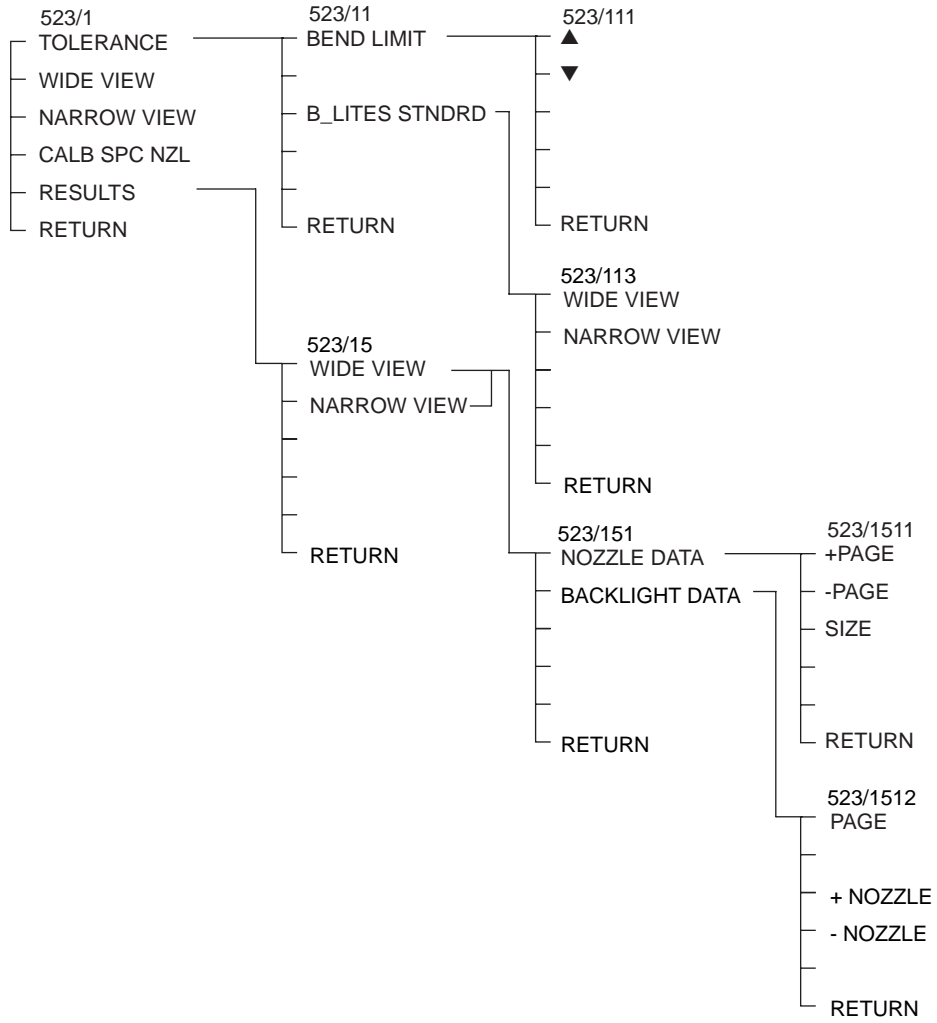 523/1
TOLERANCE
WIDE VIEW
NARROW VIEW
CALB SPC NZL
RESULTS
RETURN
523/11
BEND LIMIT
B_LITES STNDRD
RETURN
523/111
▲
▼
RETURN
523/113
WIDE VIEW
NARROW VIEW
RETURN
523/15
WIDE VIEW
NARROW VIEW
RETURN
523/151
NOZZLE DATA
BACKLIGHT DATA
RETURN
523/1511
+PAGE
-PAGE
SIZE
RETURN
523/1512
PAGE
+ NOZZLE
- NOZZLE
RETURN